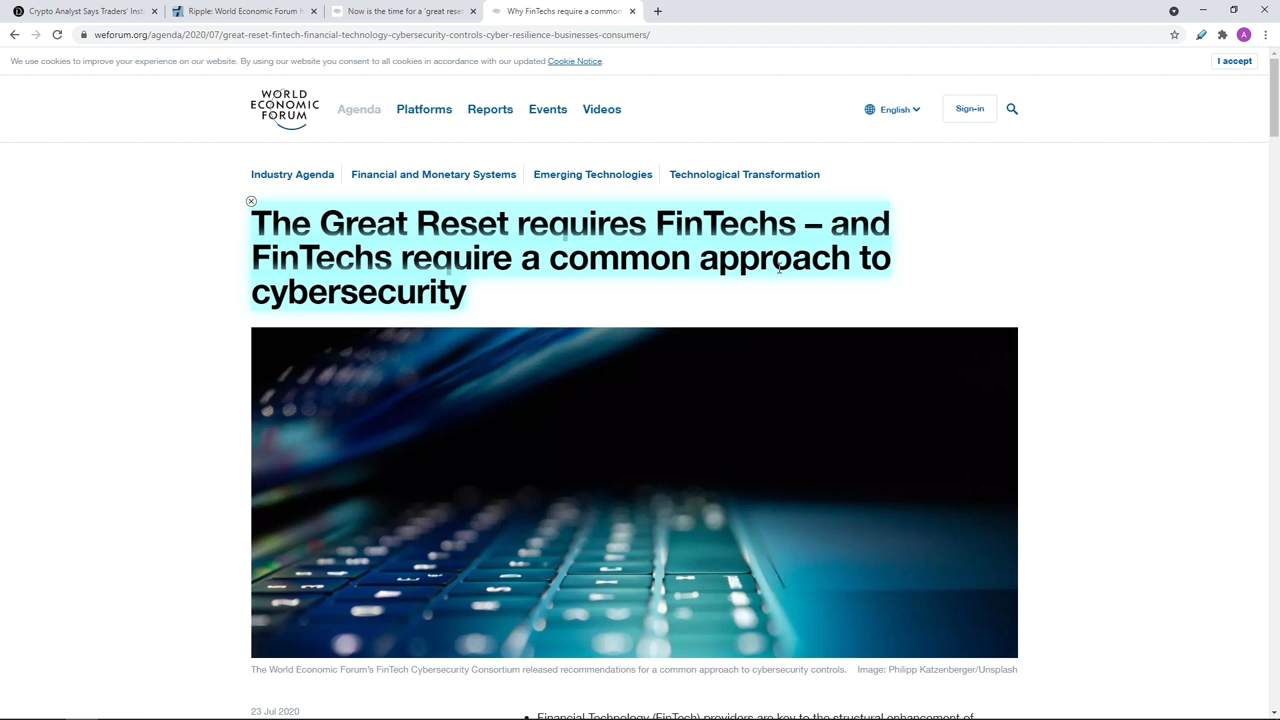 Crypto Analyst Says Traders' Inst
Ripple: World Economic Forum h
Now is the time for a 'great reset
Why FinTechs require a common
weforum.org/agenda/2020/07/great-reset-fintech-financial-technology-cybersecurity-controls-cyber-resilience-businesses-consumers/
A
We use cookies to improve your experience on our website. By using our website you consent to all cookies in accordance with our updated Cookie Notice.
I accept
WORLD
ECONOMIC
FORUM
Agenda
Platforms
Reports
Events
Videos
English
Sign-in
Industry Agenda
Financial and Monetary Systems
Emerging Technologies
Technological Transformation
The Great Reset requires FinTechs – and
FinTechs require a common approach to
cybersecurity
The World Economic Forum's FinTech Cybersecurity Consortium released recommendations for a common approach to cybersecurity controls.
Image: Philipp Katzenberger/Unsplash
23 Jul 2020
• Financial Technology (FinTech) providers are key to the structural enhancement of